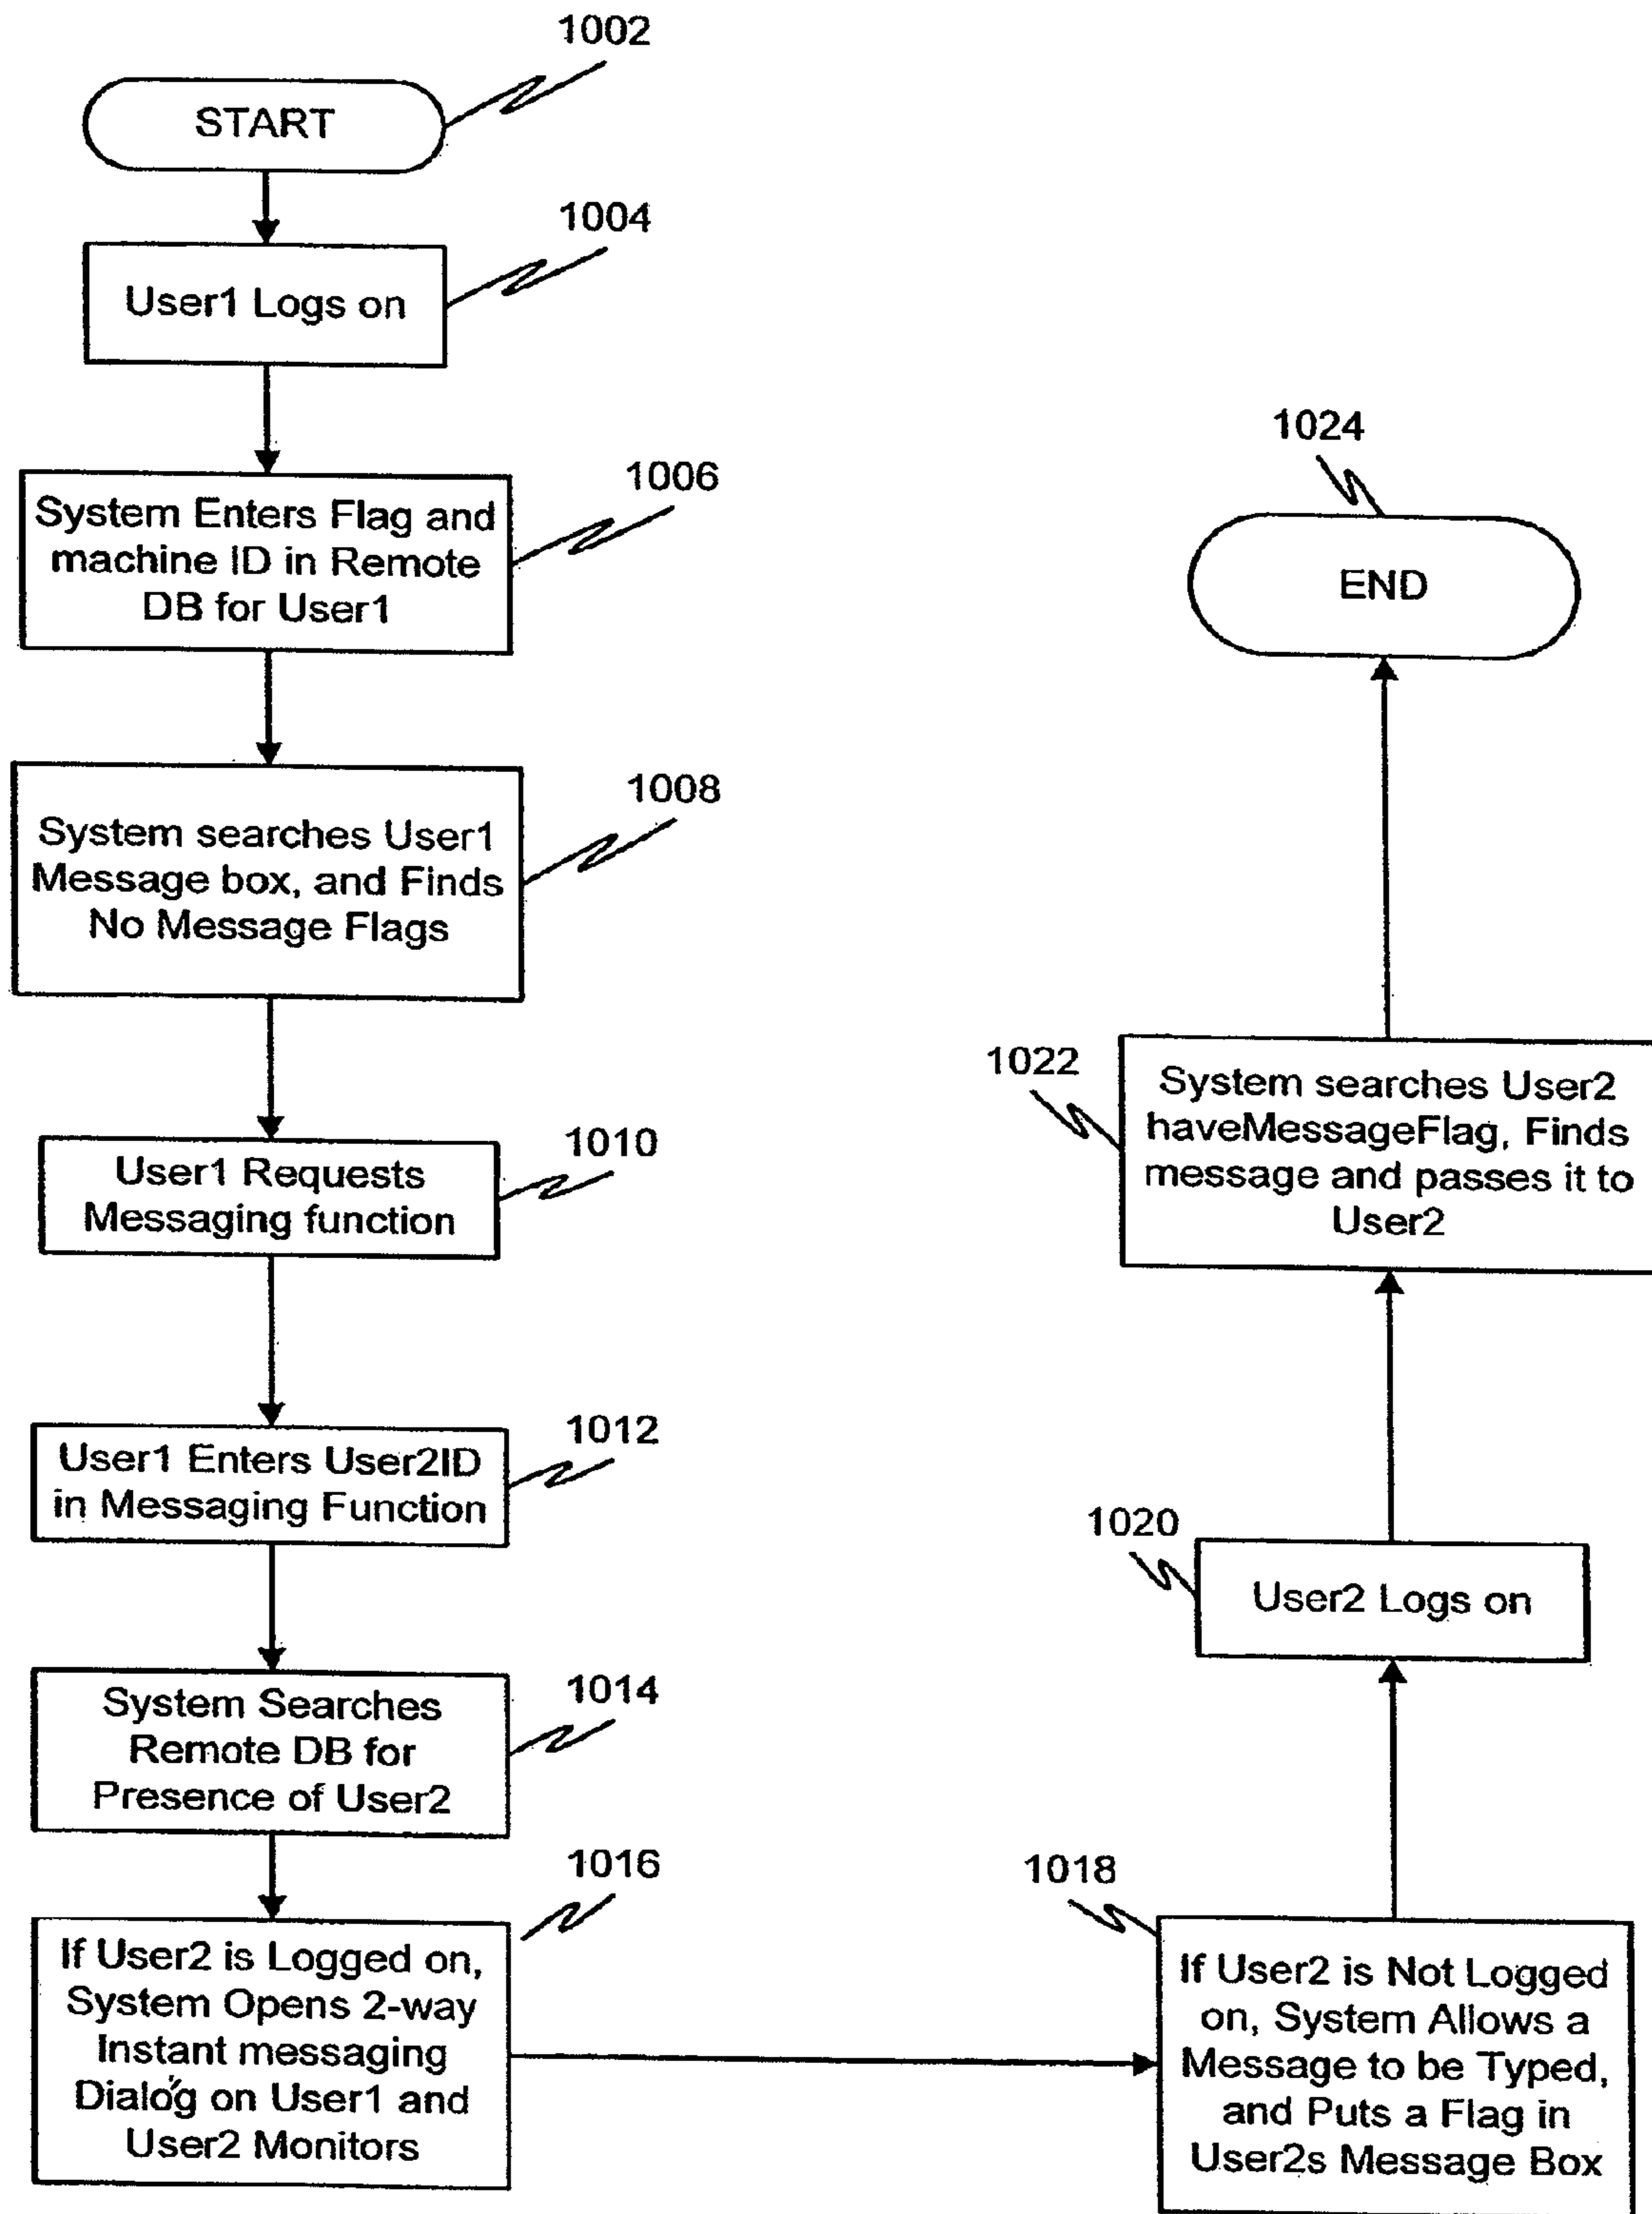 1002
START
1004
User1 Logs on
1006
System Enters Flag and
machine ID in Remote
DB for User1
1008
System searches User1
Message box, and Finds
No Message Flags
1010
User1 Requests
Messaging function
1012
User1 Enters User2ID
in Messaging Function
1014
System Searches
Remote DB for
Presence of User2
1016
If User2 is Logged on,
System Opens 2-way
Instant messaging
Dialog on User1 and
User2 Monitors
1018
If User2 is Not Logged
on, System Allows a
Message to be Typed,
and Puts a Flag in
User2s Message Box
1020
User2 Logs on
1022
System searches User2
haveMessageFlag, Finds
message and passes it to
User2
1024
END